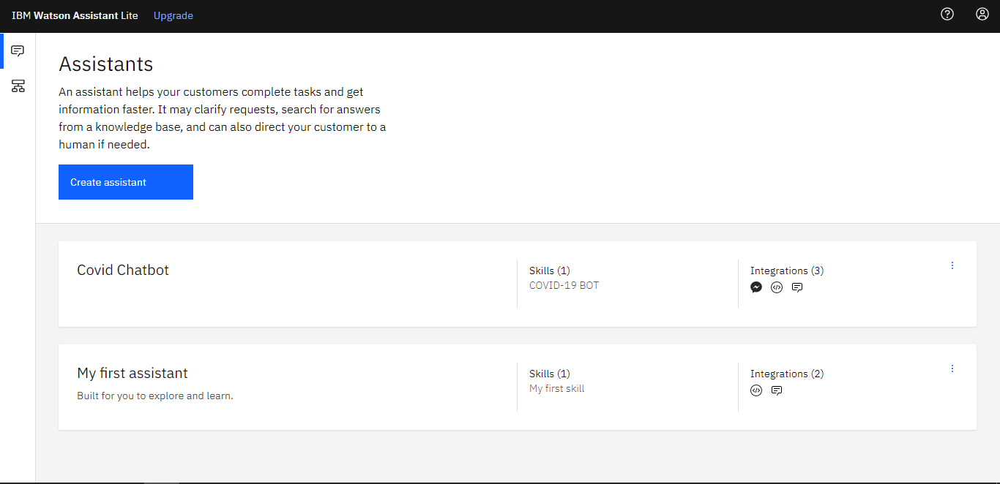 IBM Watson Assistant Lite Upgrade
Assistants
An assistant helps your customers complete tasks and get
information faster. It may clarify requests, search for answers
from a knowledge base, and can also direct your customer to a
human if needed.
Create assistant
Covid Chatbot
Skills (1)
COVID-19 BOT
Integrations (3)
My first assistant
Built for you to explore and learn.
Skills (1)
My first skill
Integrations (2)